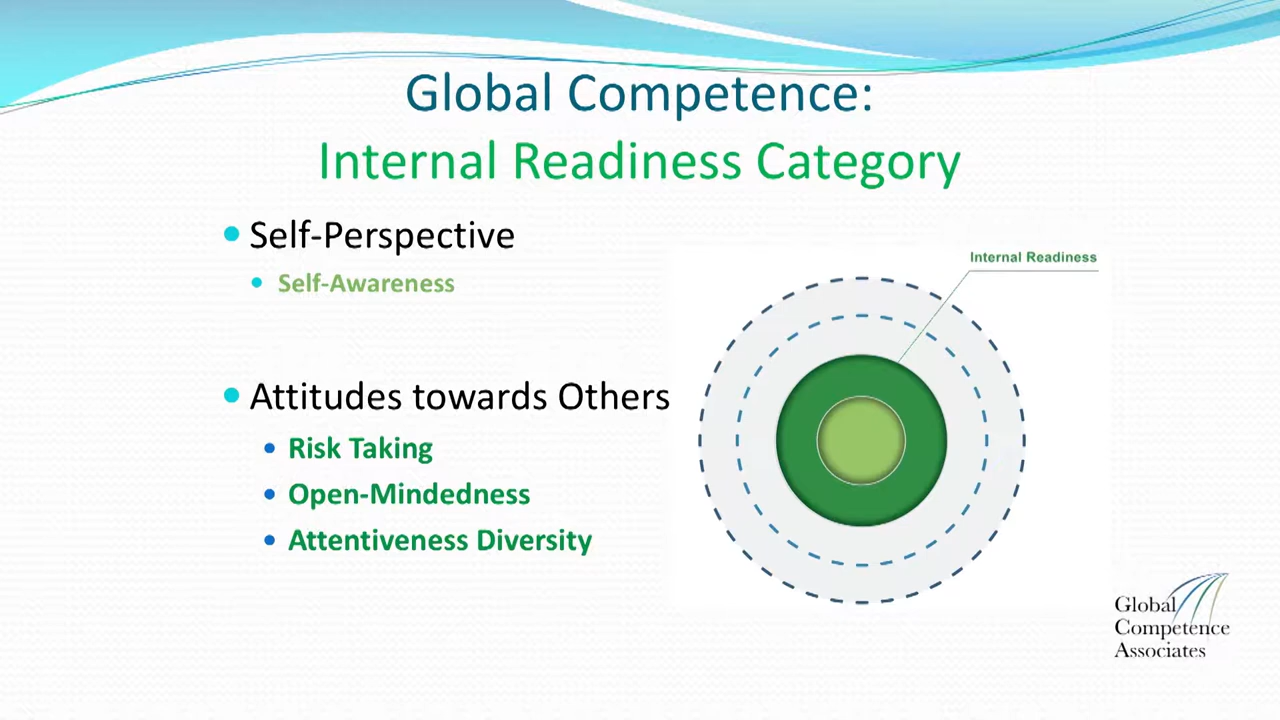 Global Competence:
Internal Readiness Category
Self-Perspective
Self-Awareness
Attitudes towards Others
Risk Taking
Open-Mindedness
Attentiveness Diversity
Internal Readiness
Global
Competence
Associates